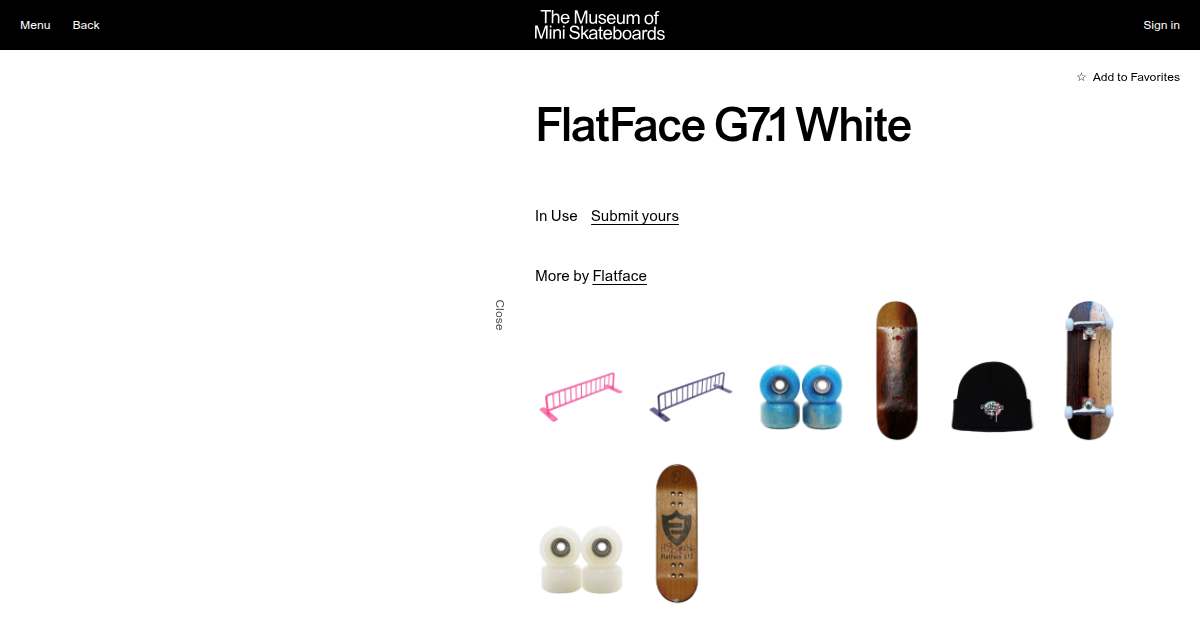 Menu
Back
The Museum of
Mini Skateboards
Sign in
☆ Add to Favorites
FlatFace G7.1 White
In Use Submit yours
More by Flatface
Close